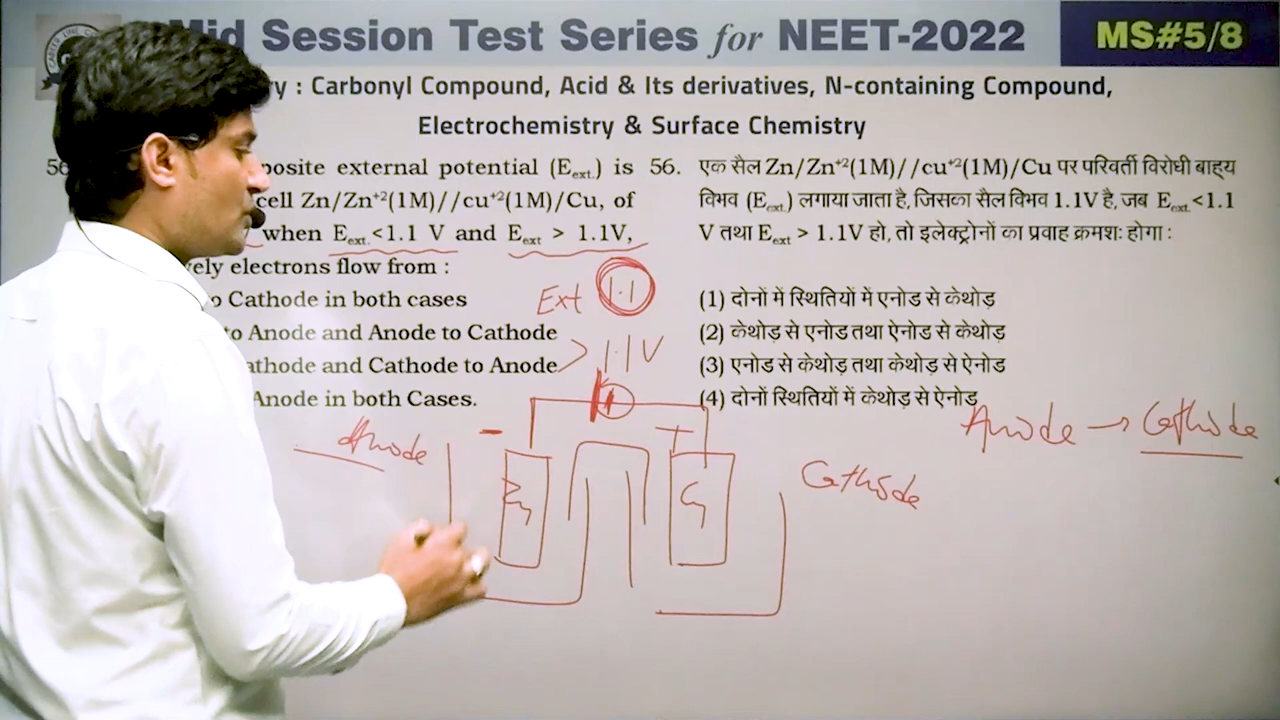 Mid Session Test Series for NEET-2022
MS#5/8
: Carbonyl Compound, Acid & Its derivatives, N-containing Compound,
Electrochemistry & Surface Chemistry
external potential (Eext.) is
cell Zn/Zn⁺²(1M)//cu⁺²(1M)/Cu, of
when Eext.<1.1 V and Eext > 1.1V,
electrons flow from :
Cathode in both cases
to Anode and Anode to Cathode
and Cathode to Anode
Anode in both Cases.
56. एक सैल Zn/Zn⁺²(1M)//cu⁺²(1M)/Cu पर परिवर्ती विरोधी बाह्य
विभव (Eext.) लगाया जाता है, जिसका सैल विभव 1.1V है, जब Eext.<1.1
V तथा Eext > 1.1V हो, तो इलेक्ट्रोनों का प्रवाह क्रमशः होगा :
(1) दोनों में स्थितियों में एनोड से केथोड़
(2) केथोड़ से एनोड तथा ऐनोड से केथोड़
(3) एनोड से केथोड़ तथा केथोड़ से ऐनोड
(4) दोनों स्थितियों में केथोड़ से ऐनोड़
Ext 1.1
> 1.1V
Anode
- +
Zn
Cu
Cathode
Anode → Cathode